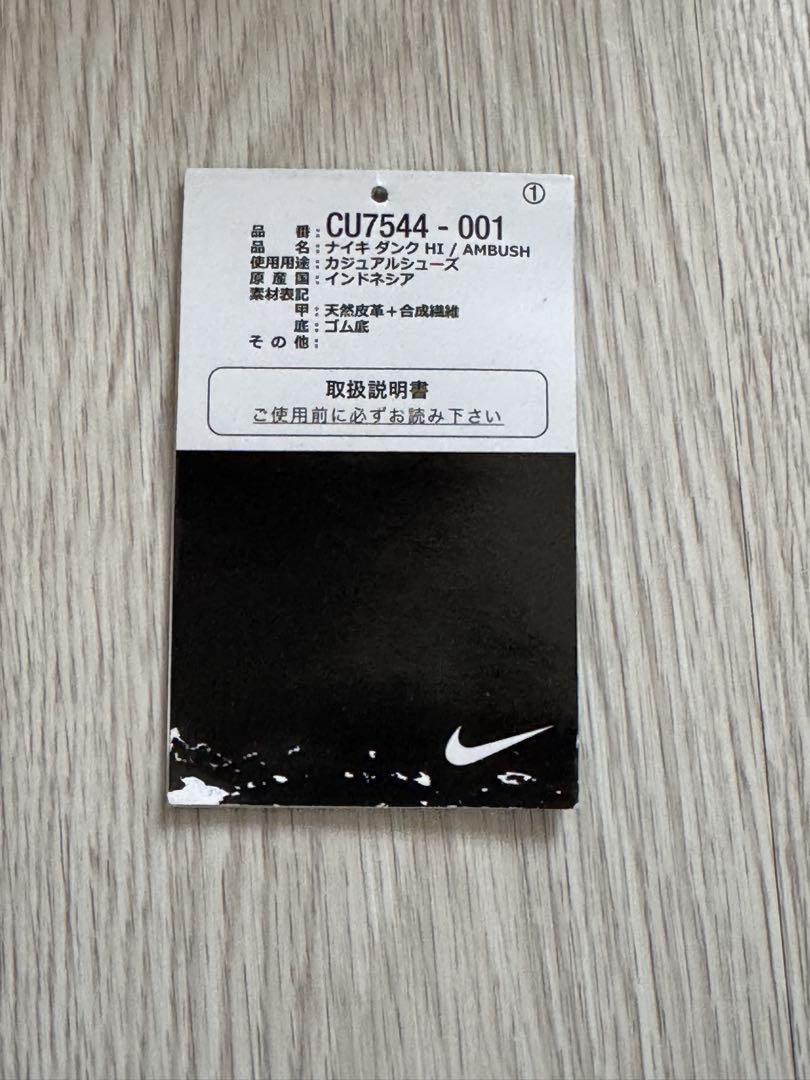 ①
品番:CU7544-001
品名:ナイキ ダンク HI / AMBUSH
使用用途:カジュアルシューズ
原産国:インドネシア
素材表記
甲:天然皮革+合成繊維
底:ゴム底
その他:
取扱説明書
ご使用前に必ずお読み下さい